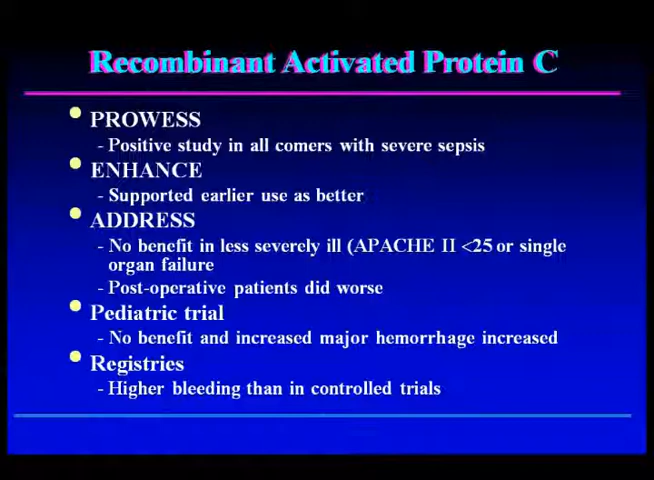 Recombinant Activated Protein C
• PROWESS
- Positive study in all comers with severe sepsis
• ENHANCE
- Supported earlier use as better
• ADDRESS
- No benefit in less severely ill (APACHE II <25 or single
organ failure
- Post-operative patients did worse
• Pediatric trial
- No benefit and increased major hemorrhage increased
• Registries
- Higher bleeding than in controlled trials